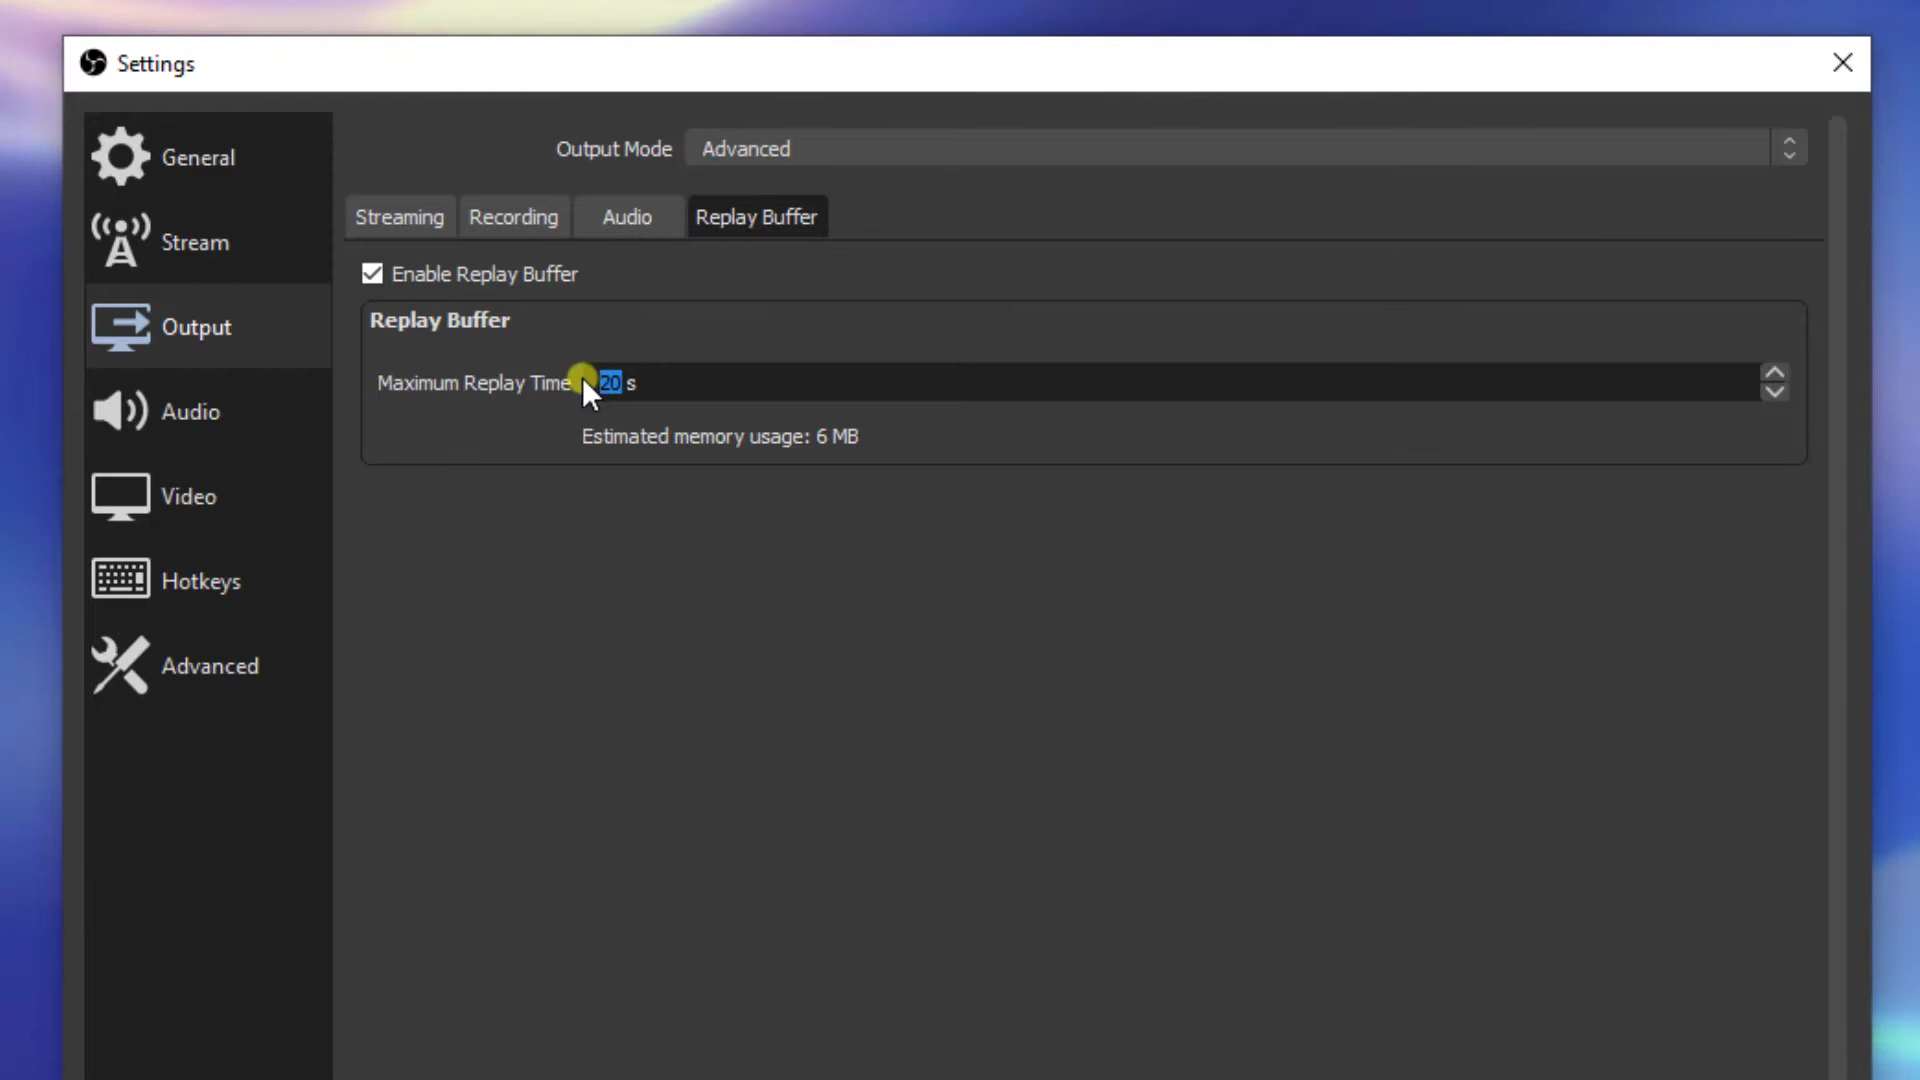 Settings
General
Stream
Output
Audio
Video
Hotkeys
Advanced
Output Mode Advanced
Streaming Recording Audio Replay Buffer
Enable Replay Buffer
Replay Buffer
Maximum Replay Time 20 s
Estimated memory usage: 6 MB